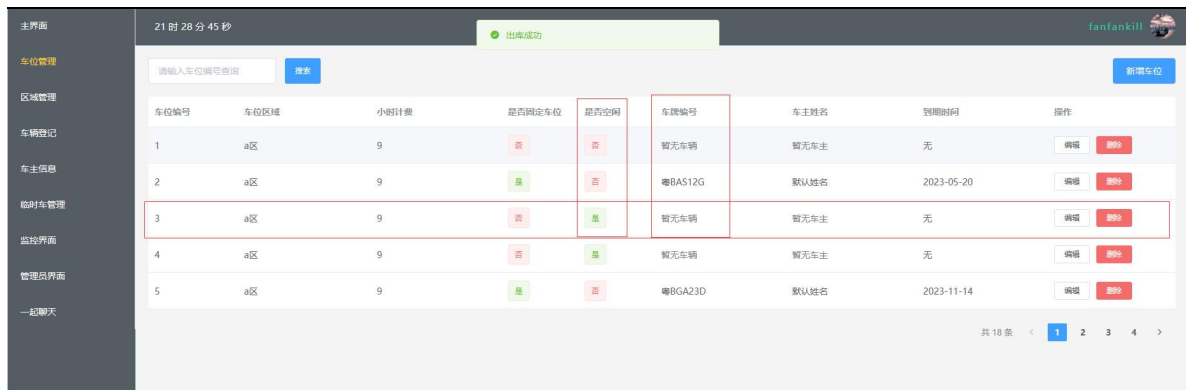 主界面
21 时 28 分 45 秒
出库成功
fanfankill
车位管理
请输入车位编号查询
搜索
新增车位
区域管理
车位编号 车位区域 小时计费 是否固定车位 是否空闲 车牌编号 车主姓名 到期时间 操作
车辆登记
1 a区 9 否 否 暂无车辆 暂无车主 无 编辑 删除
车主信息
2 a区 9 是 否 粤BAS12G 默认姓名 2023-05-20 编辑 删除
临时车管理
3 a区 9 否 是 暂无车辆 暂无车主 无 编辑 删除
监控界面
4 a区 9 否 是 暂无车辆 暂无车主 无 编辑 删除
管理员界面
5 a区 9 是 否 粤BGA23D 默认姓名 2023-11-14 编辑 删除
一起聊天
共 18 条 < 1 2 3 4 >